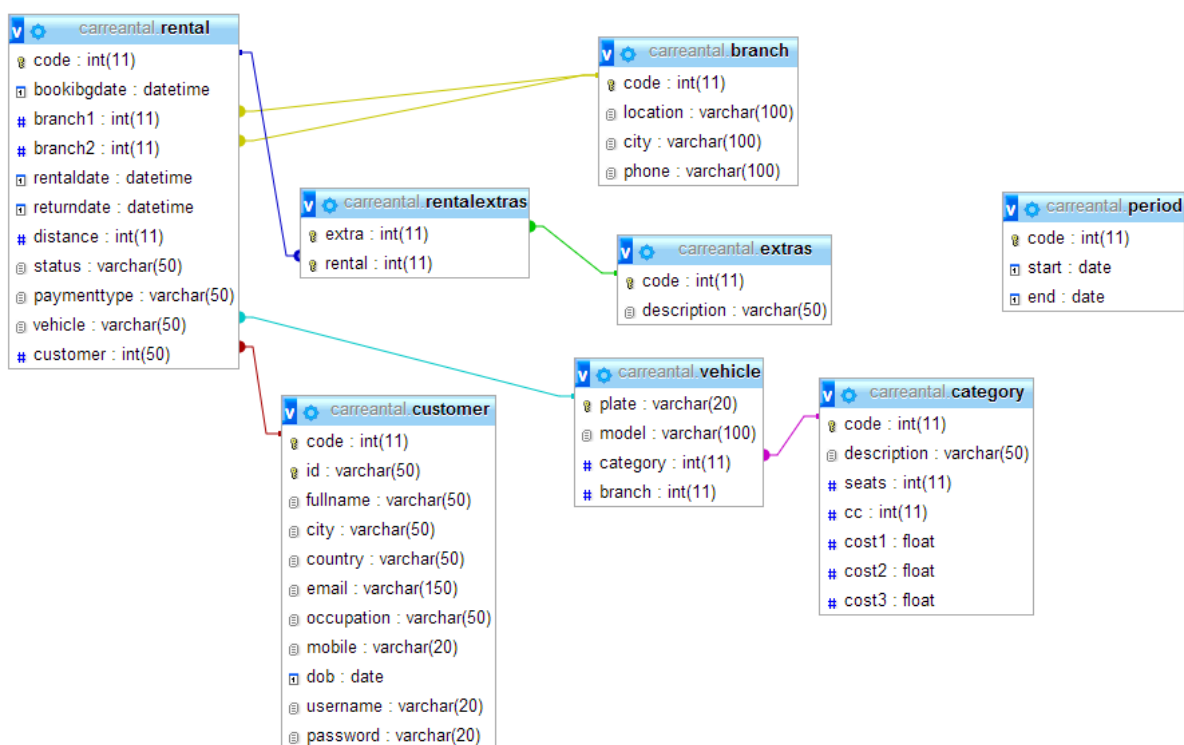 v carreantal.rental
code : int(11)
bookibgdate : datetime
# branch1 : int(11)
# branch2 : int(11)
rentaldate : datetime
returndate : datetime
# distance : int(11)
status : varchar(50)
paymenttype : varchar(50)
vehicle : varchar(50)
# customer : int(50)
v carreantal.branch
code : int(11)
location : varchar(100)
city : varchar(100)
phone : varchar(100)
v carreantal.rentalextras
extra : int(11)
rental : int(11)
v carreantal.extras
code : int(11)
description : varchar(50)
v carreantal.period
code : int(11)
start : date
end : date
v carreantal.customer
code : int(11)
id : varchar(50)
fullname : varchar(50)
city : varchar(50)
country : varchar(50)
email : varchar(150)
occupation : varchar(50)
mobile : varchar(20)
dob : date
username : varchar(20)
password : varchar(20)
v carreantal.vehicle
plate : varchar(20)
model : varchar(100)
# category : int(11)
# branch : int(11)
v carreantal.category
code : int(11)
description : varchar(50)
# seats : int(11)
# cc : int(11)
# cost1 : float
# cost2 : float
# cost3 : float